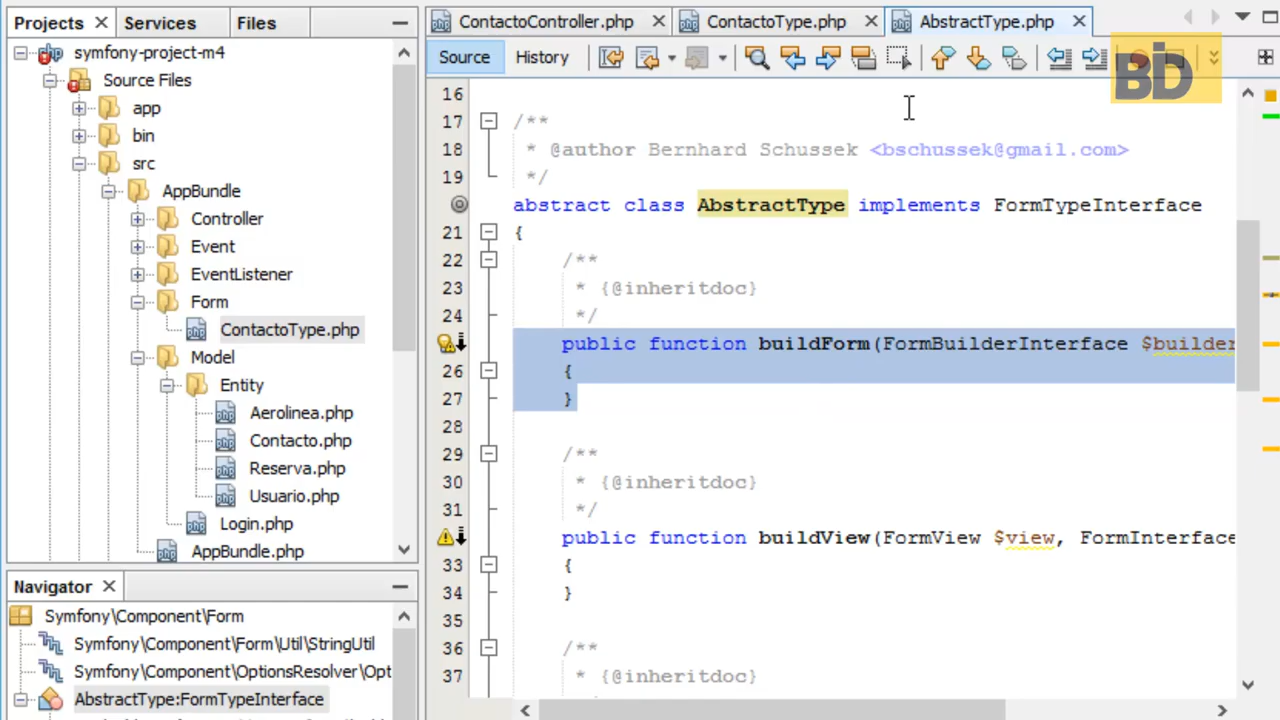 Projects
Services
Files
symfony-project-m4
Source Files
app
bin
src
AppBundle
Controller
Event
EventListener
Form
ContactoType.php
Model
Entity
Aerolinea.php
Contacto.php
Reserva.php
Usuario.php
Login.php
AppBundle.php
Navigator
Symfony\Component\Form
Symfony\Component\Form\Util\StringUtil
Symfony\Component\OptionsResolver\Opt
AbstractType:FormTypeInterface
ContactoController.php
ContactoType.php
AbstractType.php
Source
History
BD
16
17 /**
18 * @author Bernhard Schussek <bschussek@gmail.com>
19 */
abstract class AbstractType implements FormTypeInterface
21 {
22 /**
23 * {@inheritdoc}
24 */
public function buildForm(FormBuilderInterface $builder
26 {
27 }
28
29 /**
30 * {@inheritdoc}
31 */
public function buildView(FormView $view, FormInterface
33 {
34 }
35
36 /**
37 * {@inheritdoc}